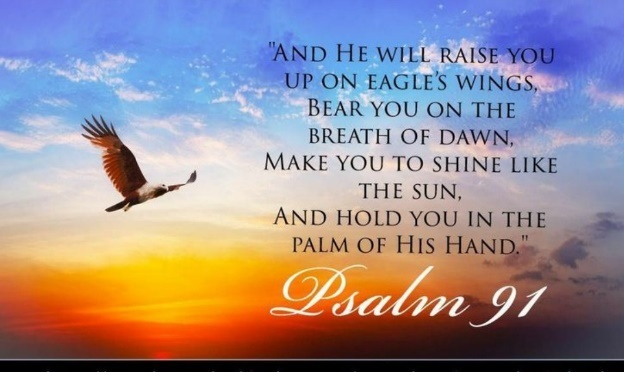 "And He will raise you
up on eagle's wings,
Bear you on the
breath of dawn,
Make you to shine like
the sun,
And hold you in the
palm of His Hand."
Psalm 91